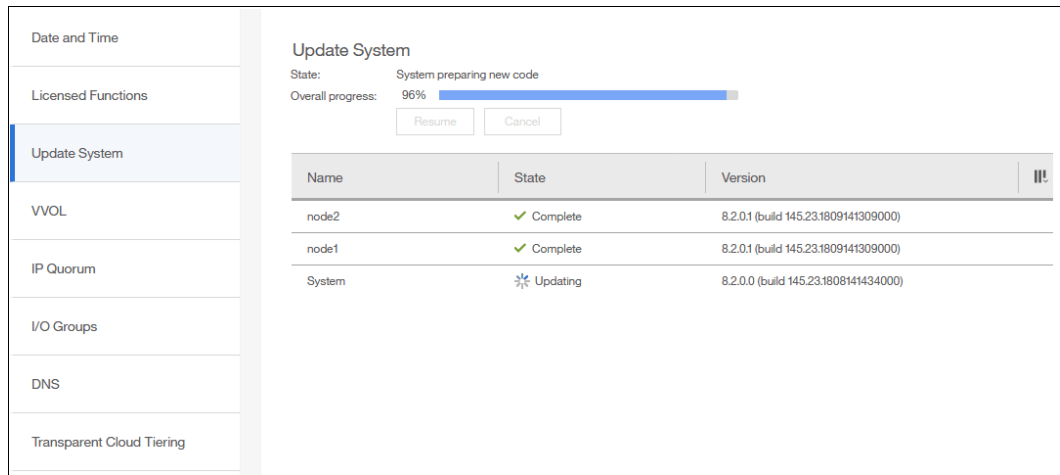 Date and Time
Licensed Functions
Update System
VVOL
IP Quorum
I/O Groups
DNS
Transparent Cloud Tiering
Update System
State: System preparing new code
Overall progress: 96%
Resume Cancel
Name State Version
node2 Complete 8.2.0.1 (build 145.23.1809141309000)
node1 Complete 8.2.0.1 (build 145.23.1809141309000)
System Updating 8.2.0.0 (build 145.23.1808141434000)